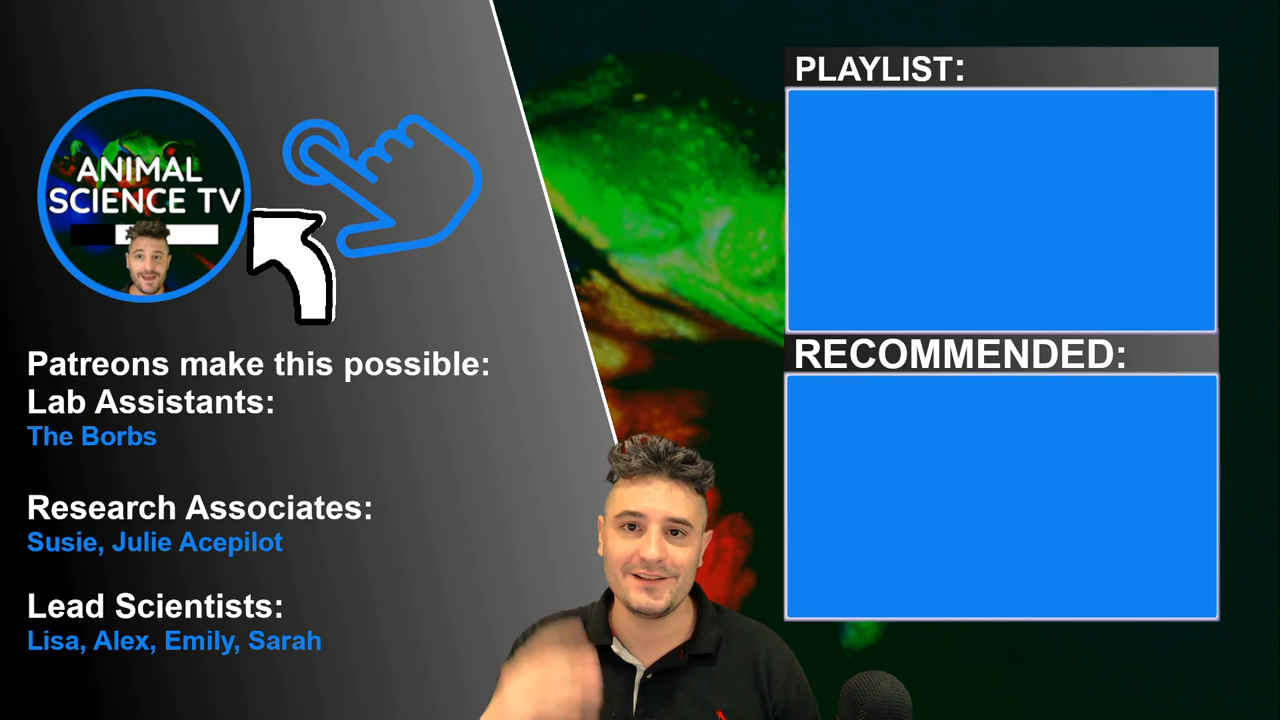 ANIMAL
SCIENCE TV
Patreons make this possible:
Lab Assistants:
The Borbs
Research Associates:
Susie, Julie Acepilot
Lead Scientists:
Lisa, Alex, Emily, Sarah
PLAYLIST:
RECOMMENDED: